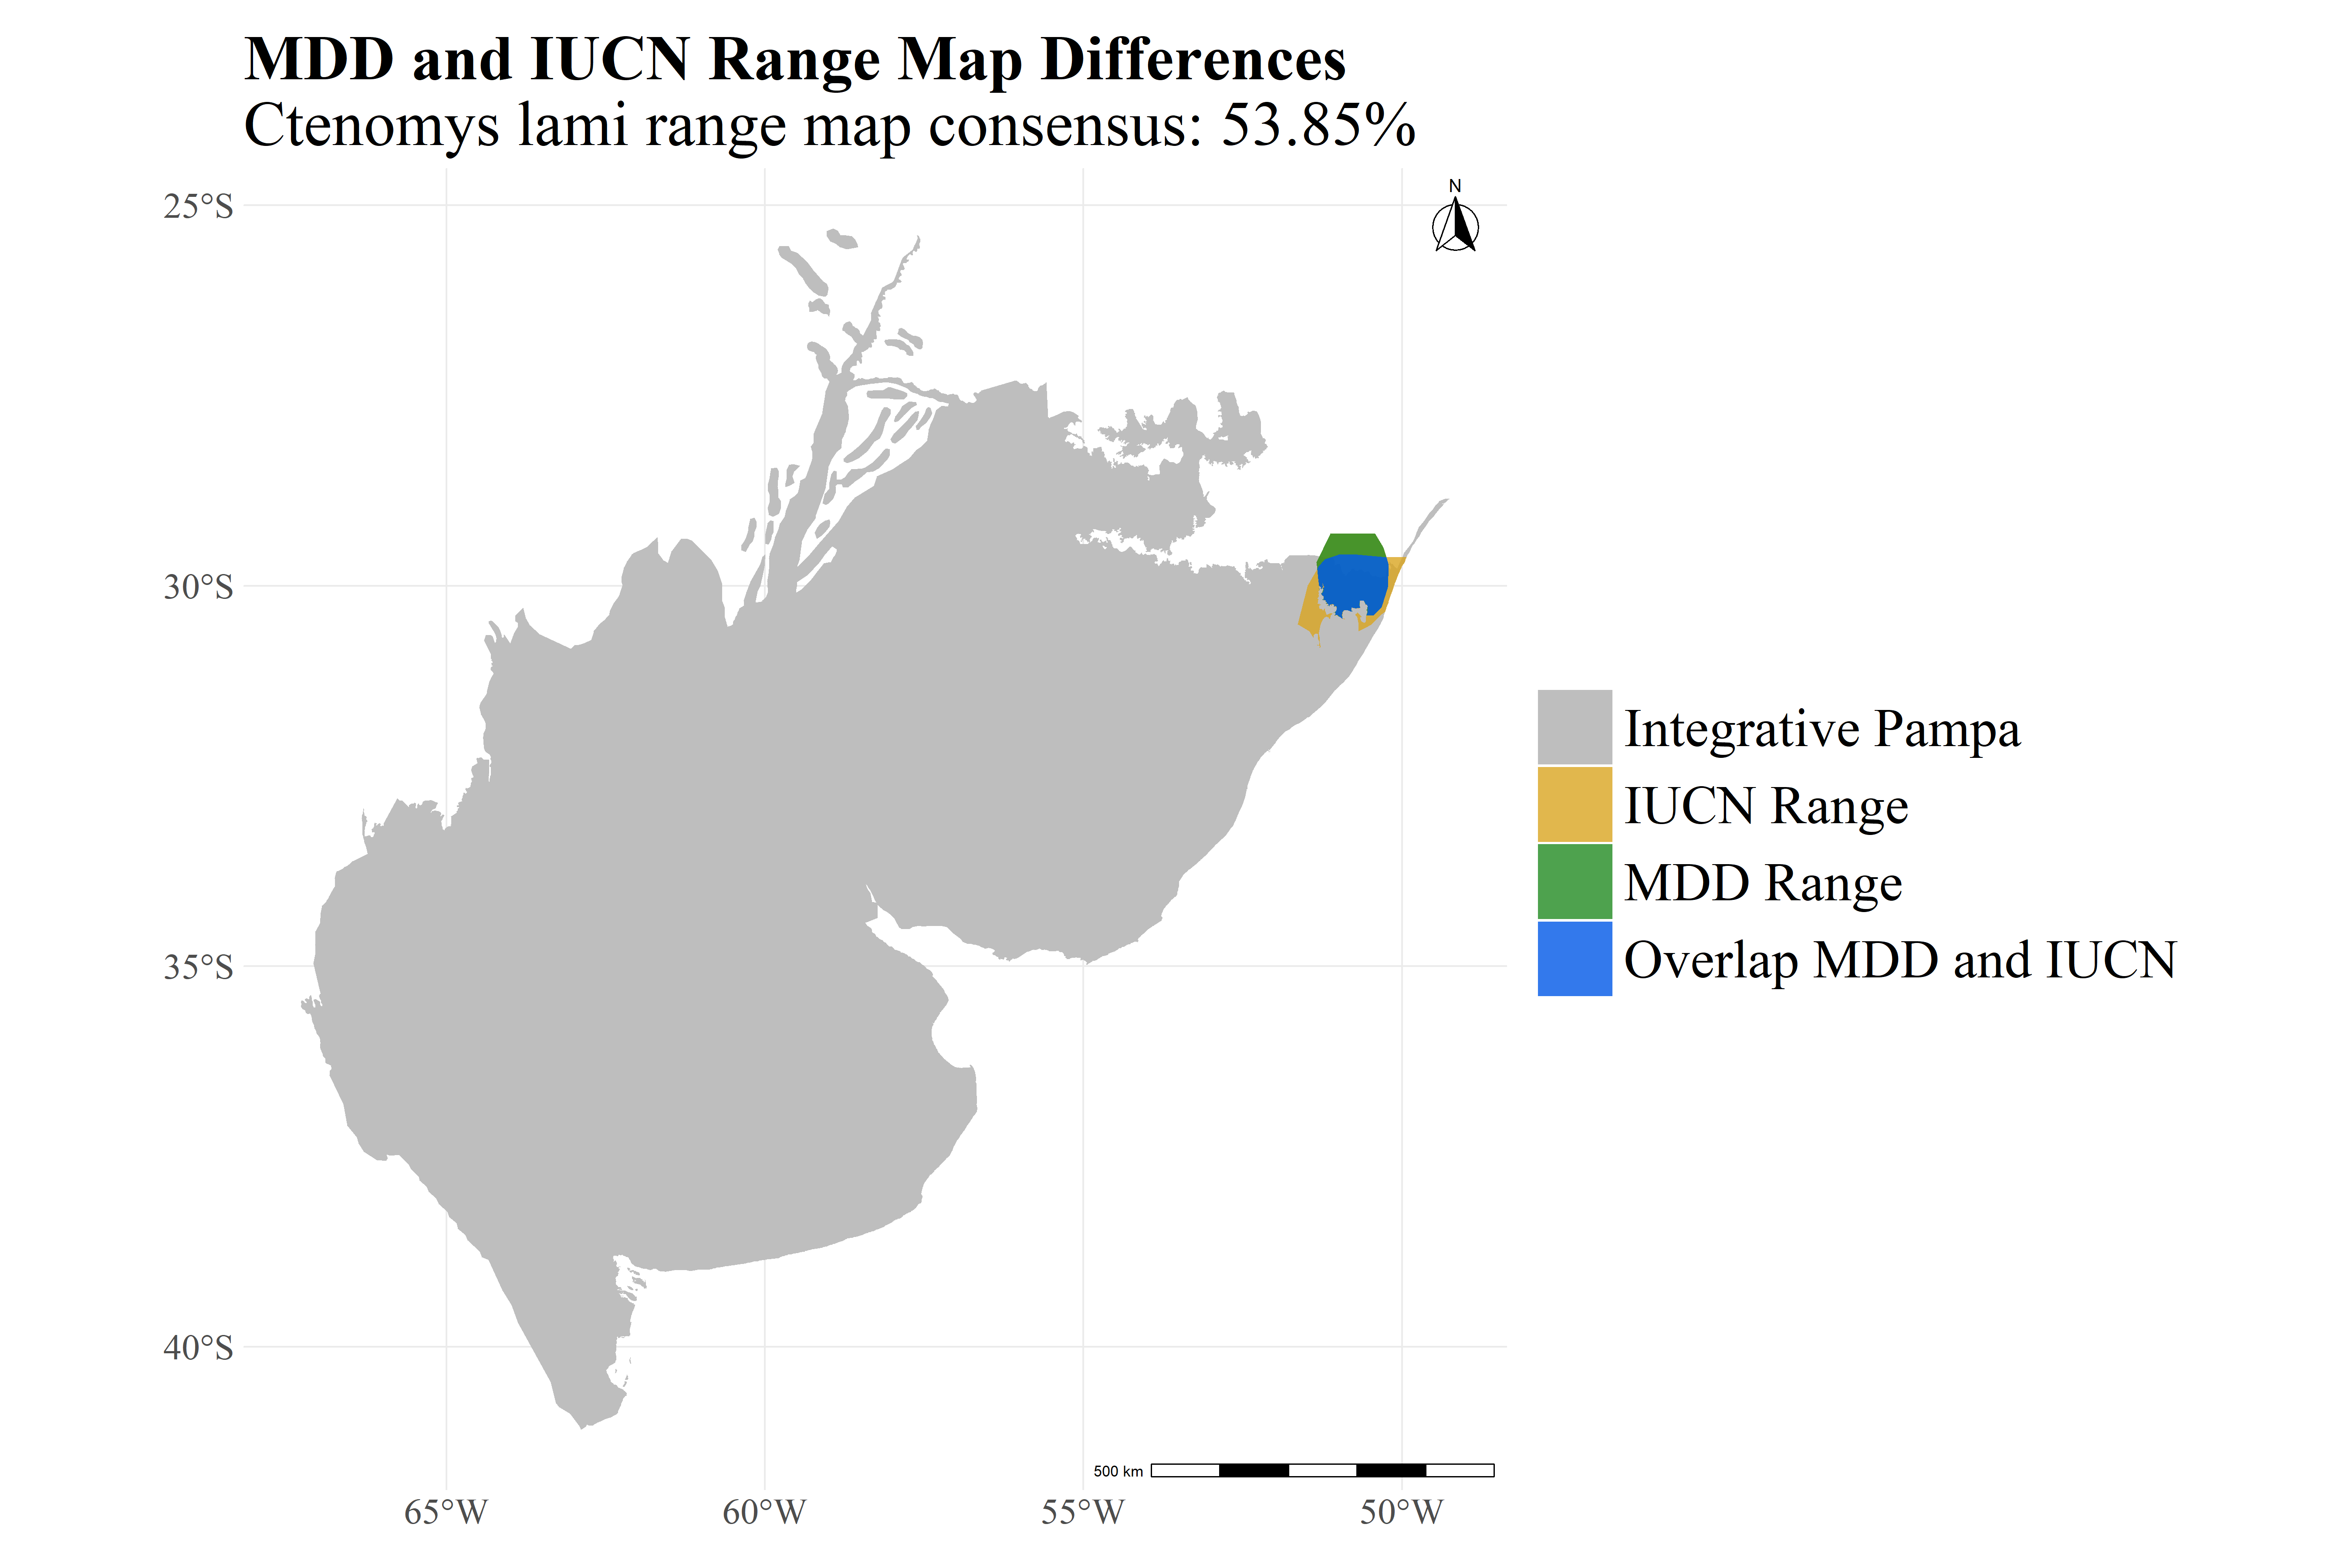 MDD and IUCN Range Map Differences
Ctenomys lami range map consensus: 53.85%
N
25°S
30°S
35°S
40°S
Integrative Pampa
IUCN Range
MDD Range
Overlap MDD and IUCN
500 km
65°W 60°W 55°W 50°W